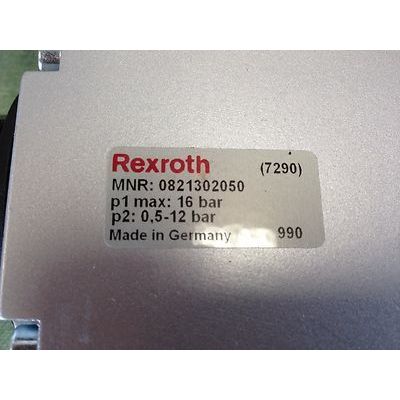 Rexroth (7290)
MNR: 0821302050
p1 max: 16 bar
p2: 0,5-12 bar
Made in Germany 990